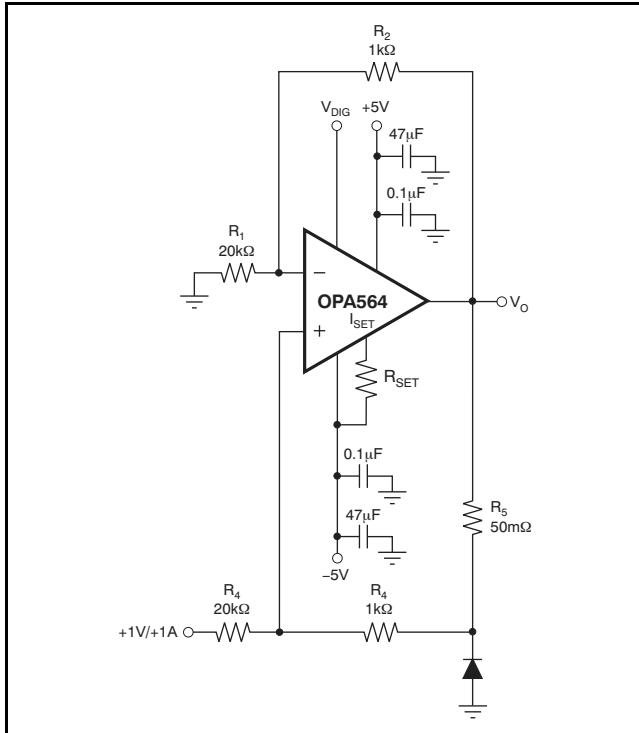 R2
1kΩ
VDIG
+5V
47µF
0.1µF
R1
20kΩ
−
OPA564
ISET
+
VO
RSET
0.1µF
R5
50mΩ
47µF
−5V
R4
20kΩ
R4
1kΩ
+1V/+1A